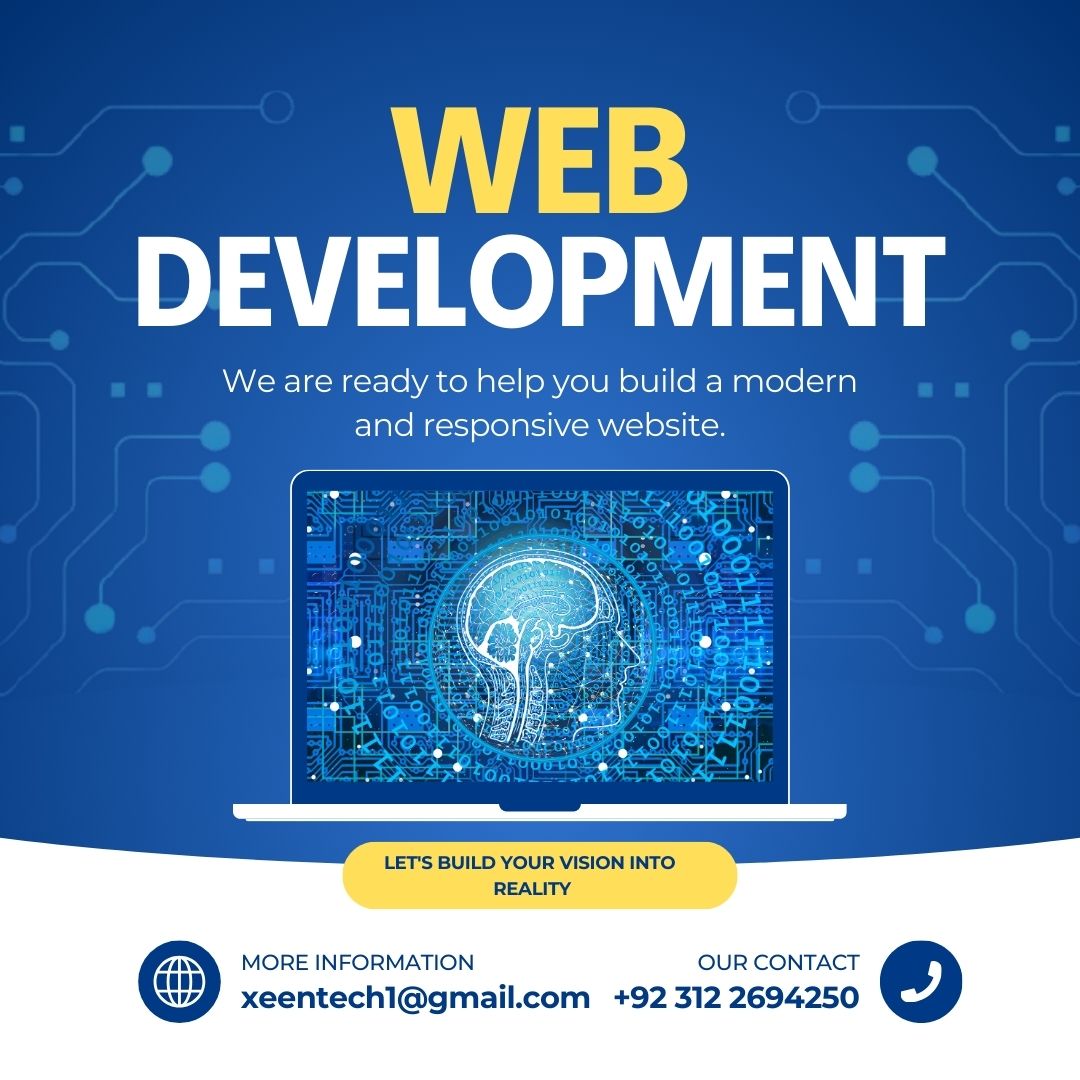 WEB
DEVELOPMENT
We are ready to help you build a modern
and responsive website.
LET'S BUILD YOUR VISION INTO
REALITY
MORE INFORMATION
xeentech1@gmail.com
OUR CONTACT
+92 312 2694250